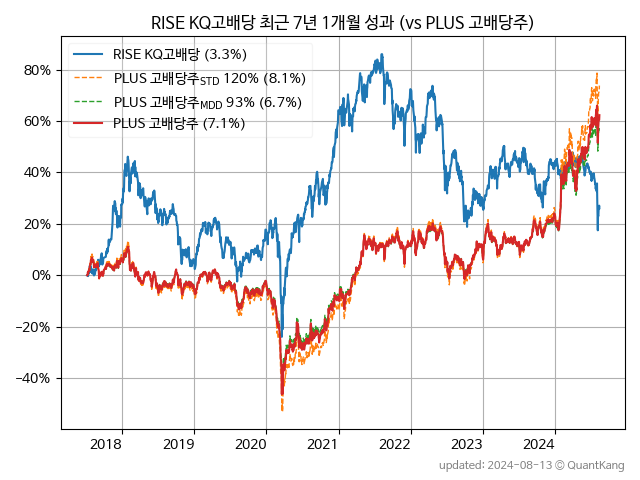 RISE KQ고배당 최근 7년 1개월 성과 (vs PLUS 고배당주)
RISE KQ고배당 (3.3%)
PLUS 고배당주STD 120% (8.1%)
PLUS 고배당주MDD 93% (6.7%)
PLUS 고배당주 (7.1%)
80%
60%
40%
20%
0%
−20%
−40%
2018 2019 2020 2021 2022 2023 2024
updated: 2024-08-13 © QuantKang